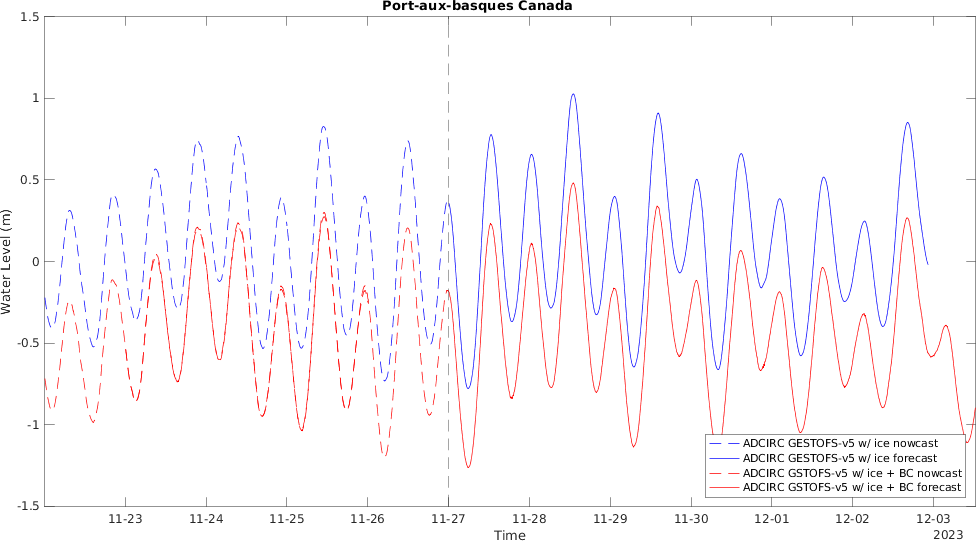 Port-aux-basques Canada
1.5
1
0.5
0
-0.5
-1
-1.5
Water Level (m)
ADCIRC GESTOFS-v5 w/ ice nowcast
ADCIRC GESTOFS-v5 w/ ice forecast
ADCIRC GSTOFS-v5 w/ ice + BC nowcast
ADCIRC GSTOFS-v5 w/ ice + BC forecast
11-23 11-24 11-25 11-26 11-27 11-28 11-29 11-30 12-01 12-02 12-03
Time
2023